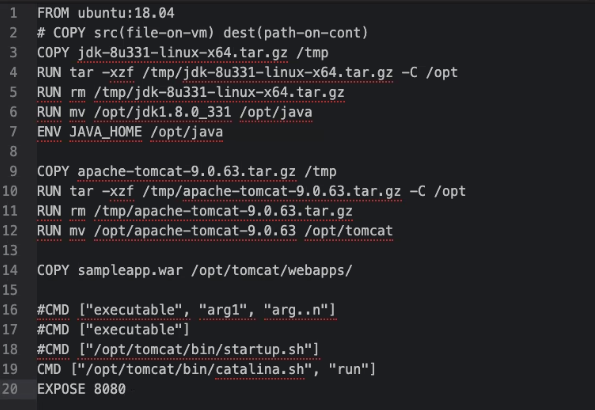 1 FROM ubuntu:18.04
2 # COPY src(file-on-vm) dest(path-on-cont)
3 COPY jdk-8u331-linux-x64.tar.gz /tmp
4 RUN tar -xzf /tmp/jdk-8u331-linux-x64.tar.gz -C /opt
5 RUN rm /tmp/jdk-8u331-linux-x64.tar.gz
6 RUN mv /opt/jdk1.8.0_331 /opt/java
7 ENV JAVA_HOME /opt/java
8
9 COPY apache-tomcat-9.0.63.tar.gz /tmp
10 RUN tar -xzf /tmp/apache-tomcat-9.0.63.tar.gz -C /opt
11 RUN rm /tmp/apache-tomcat-9.0.63.tar.gz
12 RUN mv /opt/apache-tomcat-9.0.63 /opt/tomcat
13
14 COPY sampleapp.war /opt/tomcat/webapps/
15
16 #CMD ["executable", "arg1", "arg..n"]
17 #CMD ["executable"]
18 #CMD ["/opt/tomcat/bin/startup.sh"]
19 CMD ["/opt/tomcat/bin/catalina.sh", "run"]
20 EXPOSE 8080